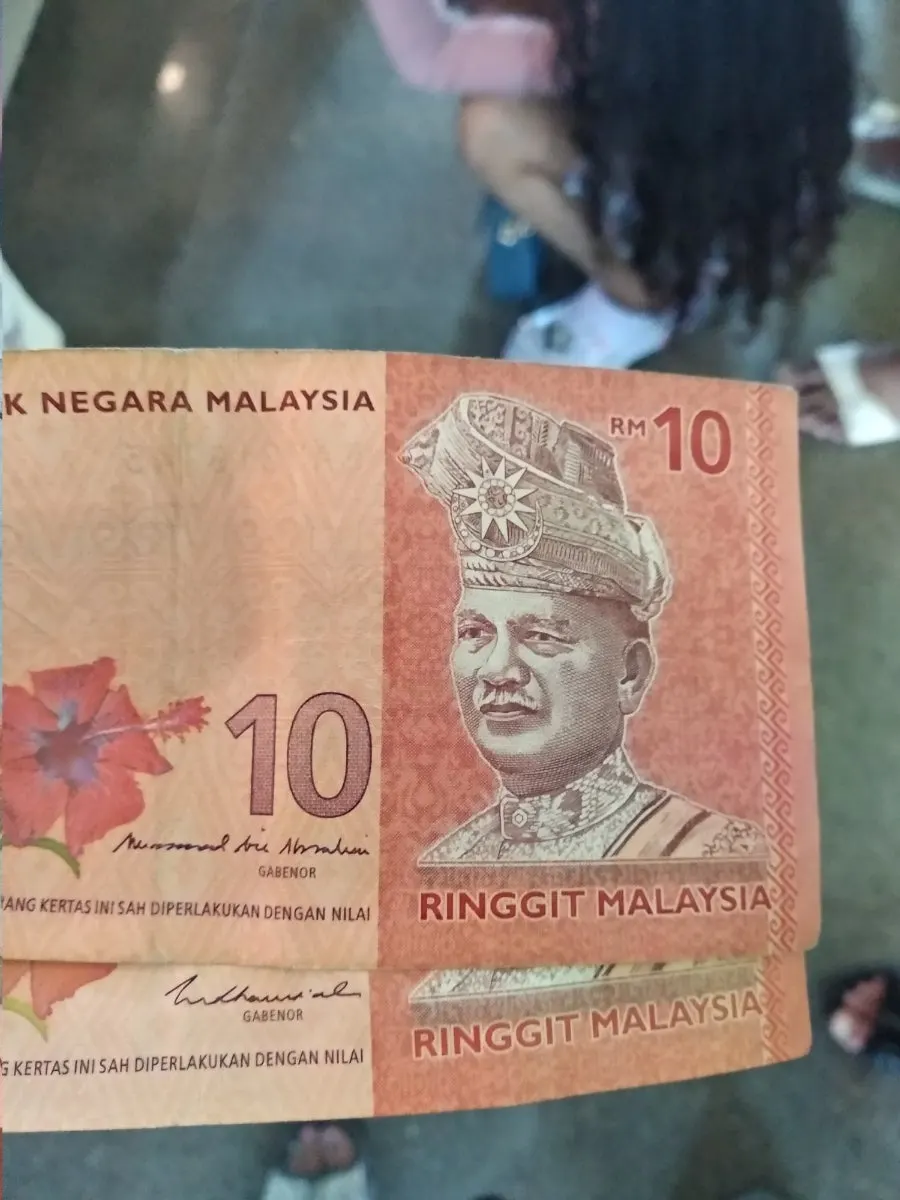 K NEGARA MALAYSIA
RM10
10
GABENOR
ANG KERTAS INI SAH DIPERLAKUKAN DENGAN NILAI
RINGGIT MALAYSIA
GABENOR
G KERTAS INI SAH DIPERLAKUKAN DENGAN NILAI
RINGGIT MALAYSIA